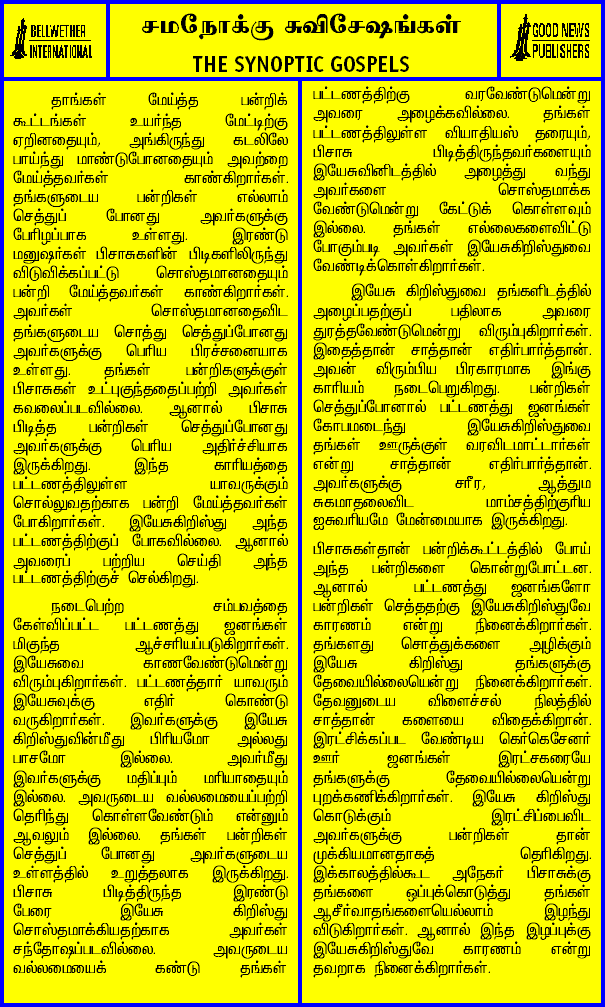 BELLWETHER
INTERNATIONAL
சமநோக்கு சுவிசேஷங்கள்
THE SYNOPTIC GOSPELS
GOOD NEWS
PUBLISHERS
தாங்கள் மேய்த்த பன்றிக்
கூட்டங்கள் உயர்ந்த மேட்டிற்கு
ஏறினதையும், அங்கிருந்து கடலிலே
பாய்ந்து மாண்டுபோனதையும் அவற்றை
மேய்த்தவர்கள் காண்கிறார்கள்.
தங்களுடைய பன்றிகள் எல்லாம்
செத்துப் போனது அவர்களுக்கு
பேரிழப்பாக உள்ளது. இரண்டு
மனுஷர்கள் பிசாசுகளின் பிடிகளிலிருந்து
விடுவிக்கப்பட்டு சொஸ்தமானதையும்
பன்றி மேய்த்தவர்கள் காண்கிறார்கள்.
அவர்கள் சொஸ்தமானதைவிட
தங்களுடைய சொத்து செத்துப்போனது
அவர்களுக்கு பெரிய பிரச்சனையாக
உள்ளது. தங்கள் பன்றிகளுக்குள்
பிசாசுகள் உட்புகுந்ததைப்பற்றி அவர்கள்
கவலைப்படவில்லை. ஆனால் பிசாசு
பிடித்த பன்றிகள் செத்துப்போனது
அவர்களுக்கு பெரிய அதிர்ச்சியாக
இருக்கிறது. இந்த காரியத்தை
பட்டணத்திலுள்ள யாவருக்கும்
சொல்லுவதற்காக பன்றி மேய்த்தவர்கள்
போகிறார்கள். இயேசுகிறிஸ்து அந்த
பட்டணத்திற்குப் போகவில்லை. ஆனால்
அவரைப் பற்றிய செய்தி அந்த
பட்டணத்திற்குச் செல்கிறது.
நடைபெற்ற சம்பவத்தை
கேள்விப்பட்ட பட்டணத்து ஜனங்கள்
மிகுந்த ஆச்சரியப்படுகிறார்கள்.
இயேசுவை காணவேண்டுமென்று
விரும்புகிறார்கள். பட்டணத்தார் யாவரும்
இயேசுவுக்கு எதிர் கொண்டு
வருகிறார்கள். இவர்களுக்கு இயேசு
கிறிஸ்துவின்மீது பிரியமோ அல்லது
பாசமோ இல்லை. அவர்மீது
இவர்களுக்கு மதிப்பும் மரியாதையும்
இல்லை. அவருடைய வல்லமையைப்பற்றி
தெரிந்து கொள்ளவேண்டும் என்னும்
ஆவலும் இல்லை. தங்கள் பன்றிகள்
செத்துப் போனது அவர்களுடைய
உள்ளத்தில் உறுத்தலாக இருக்கிறது.
பிசாசு பிடித்திருந்த இரண்டு
பேரை இயேசு கிறிஸ்து
சொஸ்தமாக்கியதற்காக அவர்கள்
சந்தோஷப்படவில்லை. அவருடைய
வல்லமையைக் கண்டு தங்கள்
பட்டணத்திற்கு வரவேண்டுமென்று
அவரை அழைக்கவில்லை. தங்கள்
பட்டணத்திலுள்ள வியாதியஸ் தரையும்,
பிசாசு பிடித்திருந்தவர்களையும்
இயேசுவினிடத்தில் அழைத்து வந்து
அவர்களை சொஸ்தமாக்க
வேண்டுமென்று கேட்டுக் கொள்ளவும்
இல்லை. தங்கள் எல்லைகளைவிட்டு
போகும்படி அவர்கள் இயேசுகிறிஸ்துவை
வேண்டிக்கொள்கிறார்கள்.
இயேசு கிறிஸ்துவை தங்களிடத்தில்
அழைப்பதற்குப் பதிலாக அவரை
துரத்தவேண்டுமென்று விரும்புகிறார்கள்.
இதைத்தான் சாத்தான் எதிர்பார்த்தான்.
அவன் விரும்பிய பிரகாரமாக இங்கு
காரியம் நடைபெறுகிறது. பன்றிகள்
செத்துப்போனால் பட்டணத்து ஜனங்கள்
கோபமடைந்து இயேசுகிறிஸ்துவை
தங்கள் ஊருக்குள் வரவிடமாட்டார்கள்
என்று சாத்தான் எதிர்பார்த்தான்.
அவர்களுக்கு சரீர, ஆத்தும
சுகமாதலைவிட மாம்சத்திற்குரிய
ஐசுவரியமே மேன்மையாக இருக்கிறது.
பிசாசுகள்தான் பன்றிக்கூட்டத்தில் போய்
அந்த பன்றிகளை கொன்றுபோட்டன.
ஆனால் பட்டணத்து ஜனங்களோ
பன்றிகள் செத்ததற்கு இயேசுகிறிஸ்துவே
காரணம் என்று நினைக்கிறார்கள்.
தங்களது சொத்துக்களை அழிக்கும்
இயேசு கிறிஸ்து தங்களுக்கு
தேவையில்லையென்று நினைக்கிறார்கள்.
தேவனுடைய விளைச்சல் நிலத்தில்
சாத்தான் களையை விதைக்கிறான்.
இரட்சிக்கப்பட வேண்டிய கெர்கெசேனர்
ஊர் ஜனங்கள் இரட்சகரையே
தங்களுக்கு தேவையில்லையென்று
புறக்கணிக்கிறார்கள். இயேசு கிறிஸ்து
கொடுக்கும் இரட்சிப்பைவிட
அவர்களுக்கு பன்றிகள் தான்
முக்கியமானதாகத் தெரிகிறது.
இக்காலத்தில்கூட அநேகர் பிசாசுக்கு
தங்களை ஒப்புக்கொடுத்து தங்கள்
ஆசீர்வாதங்களையெல்லாம் இழந்து
விடுகிறார்கள். ஆனால் இந்த இழப்புக்கு
இயேசுகிறிஸ்துவே காரணம் என்று
தவறாக நினைக்கிறார்கள்.